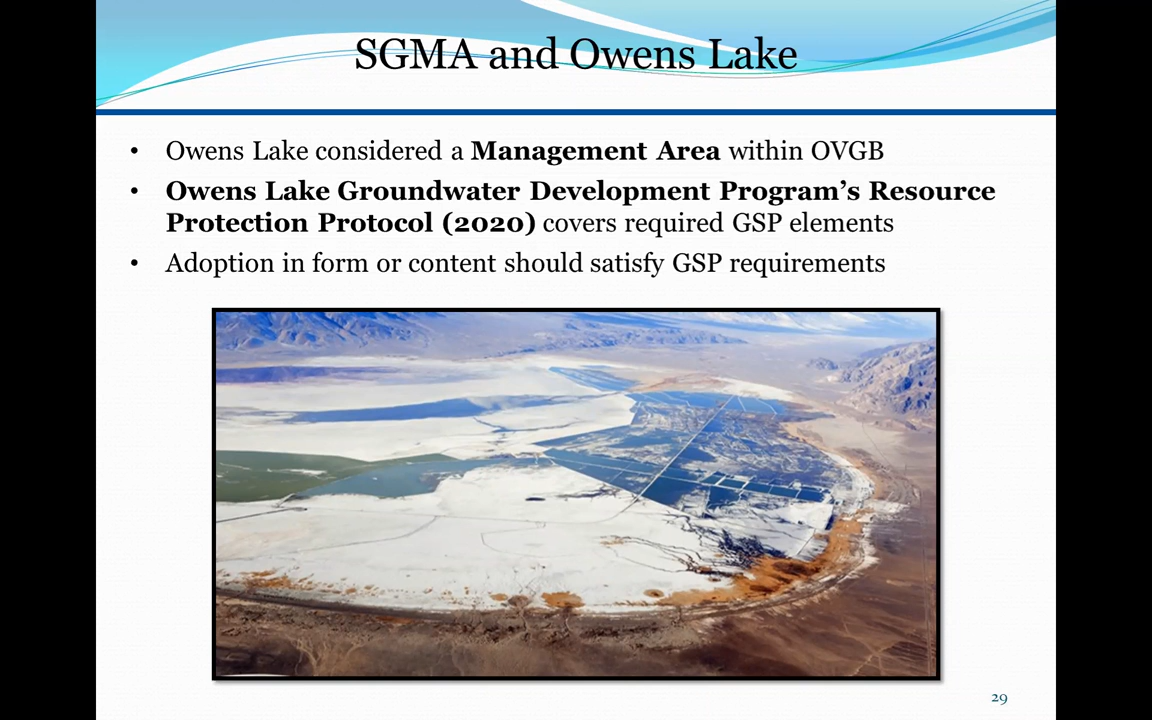 SGMA and Owens Lake
• Owens Lake considered a Management Area within OVGB
• Owens Lake Groundwater Development Program’s Resource
Protection Protocol (2020) covers required GSP elements
• Adoption in form or content should satisfy GSP requirements
29